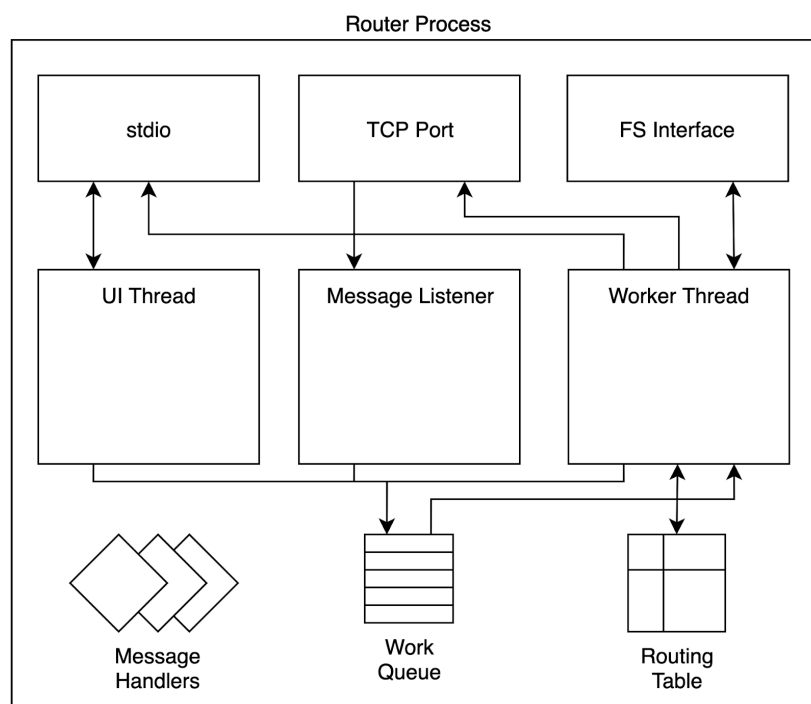 Router Process
stdio
TCP Port
FS Interface
UI Thread
Message Listener
Worker Thread
Message
Handlers
Work
Queue
Routing
Table